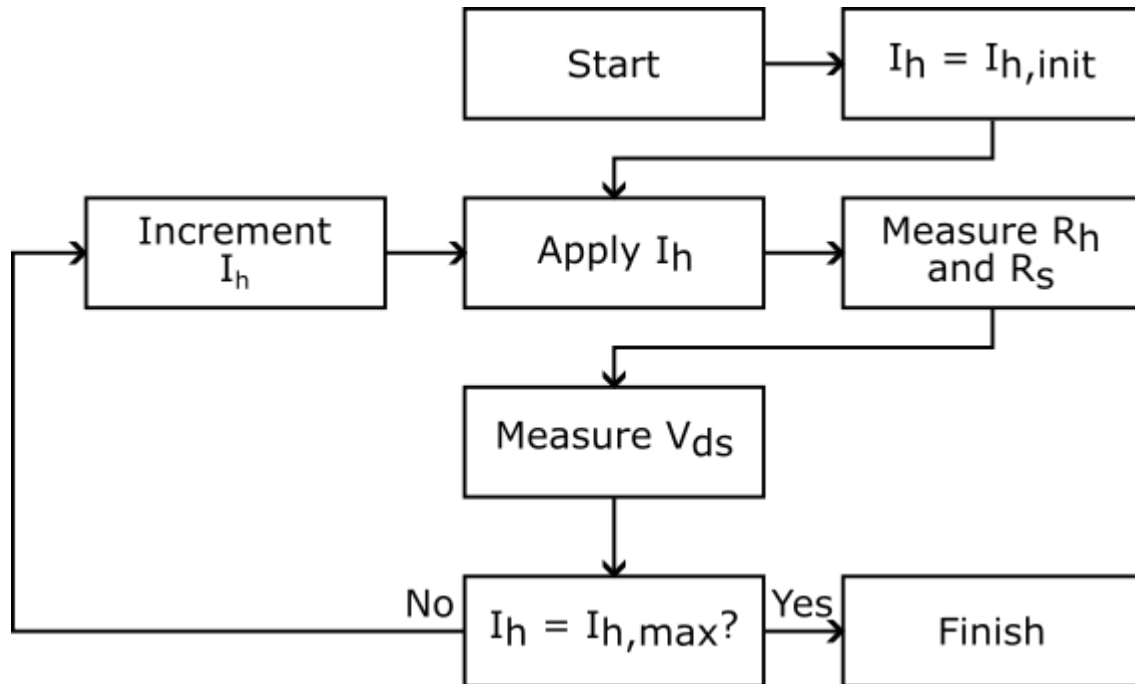 Start
Ih = Ih,init
Increment
Ih
Apply Ih
Measure Rh
and Rs
Measure Vds
No
Ih = Ih,max?
Yes
Finish